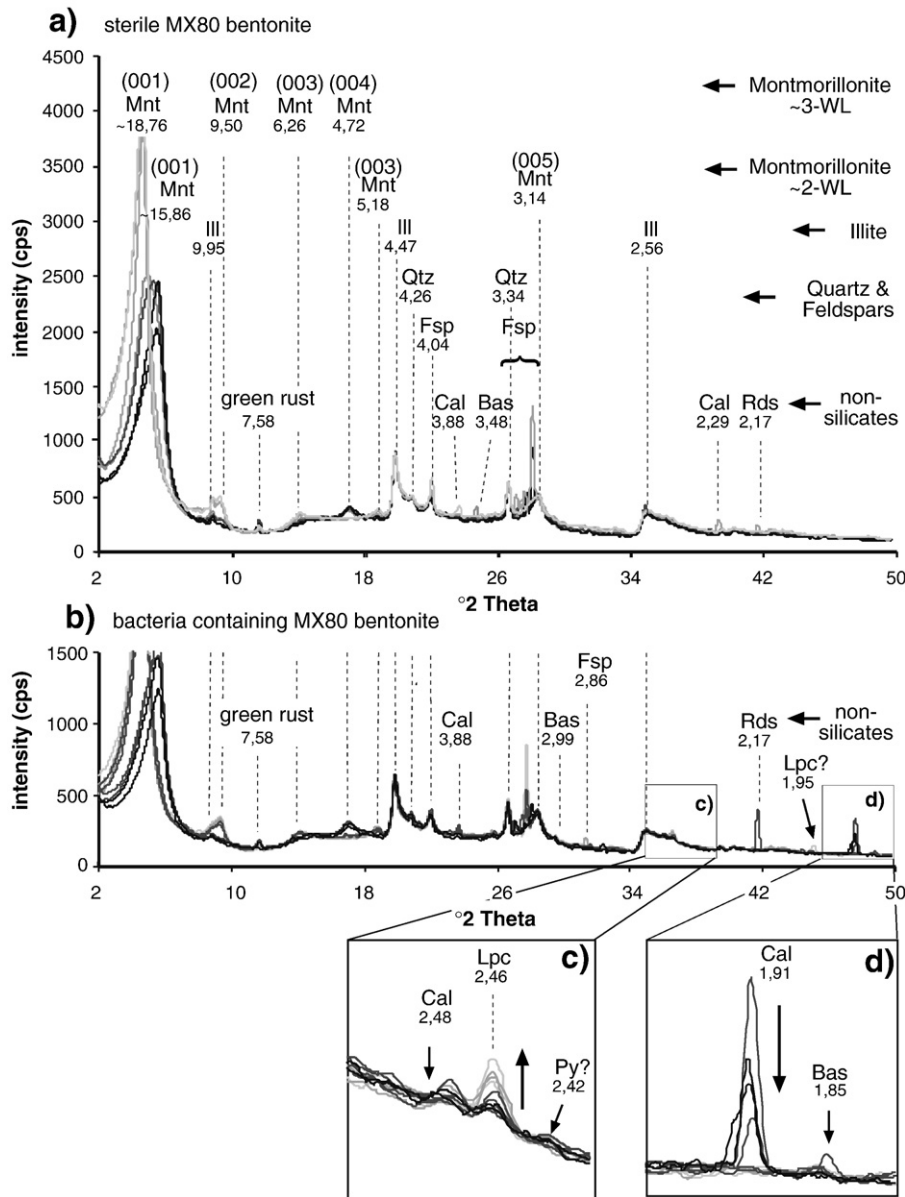 a) sterile MX80 bentonite
4500
4000
3500
3000
2500
2000
1500
1000
500
0
intensity (cps)
(001)
Mnt
~18,76
(002)
Mnt
9,50
(003)
Mnt
6,26
(004)
Mnt
4,72
(001)
Mnt
~15,86
Ill
9,95
(003)
Mnt
5,18
Ill
4,47
Qtz
4,26
Fsp
4,04
(005)
Mnt
3,14
Qtz
3,34
Fsp
Ill
2,56
green rust
7,58
Cal
3,88
Bas
3,48
Cal
2,29
Rds
2,17
Montmorillonite
~3-WL
Montmorillonite
~2-WL
Illite
Quartz &
Feldspars
non-
silicates
2 10 18 26 34 42 50
°2 Theta
b) bacteria containing MX80 bentonite
1500
1000
500
0
intensity (cps)
green rust
7,58
Cal
3,88
Bas
2,99
Fsp
2,86
Rds
2,17
non-
silicates
Lpc?
1,95
c)
d)
2 10 18 26 34 42 50
°2 Theta
c)
Lpc
2,46
Cal
2,48
Py?
2,42
d)
Cal
1,91
Bas
1,85